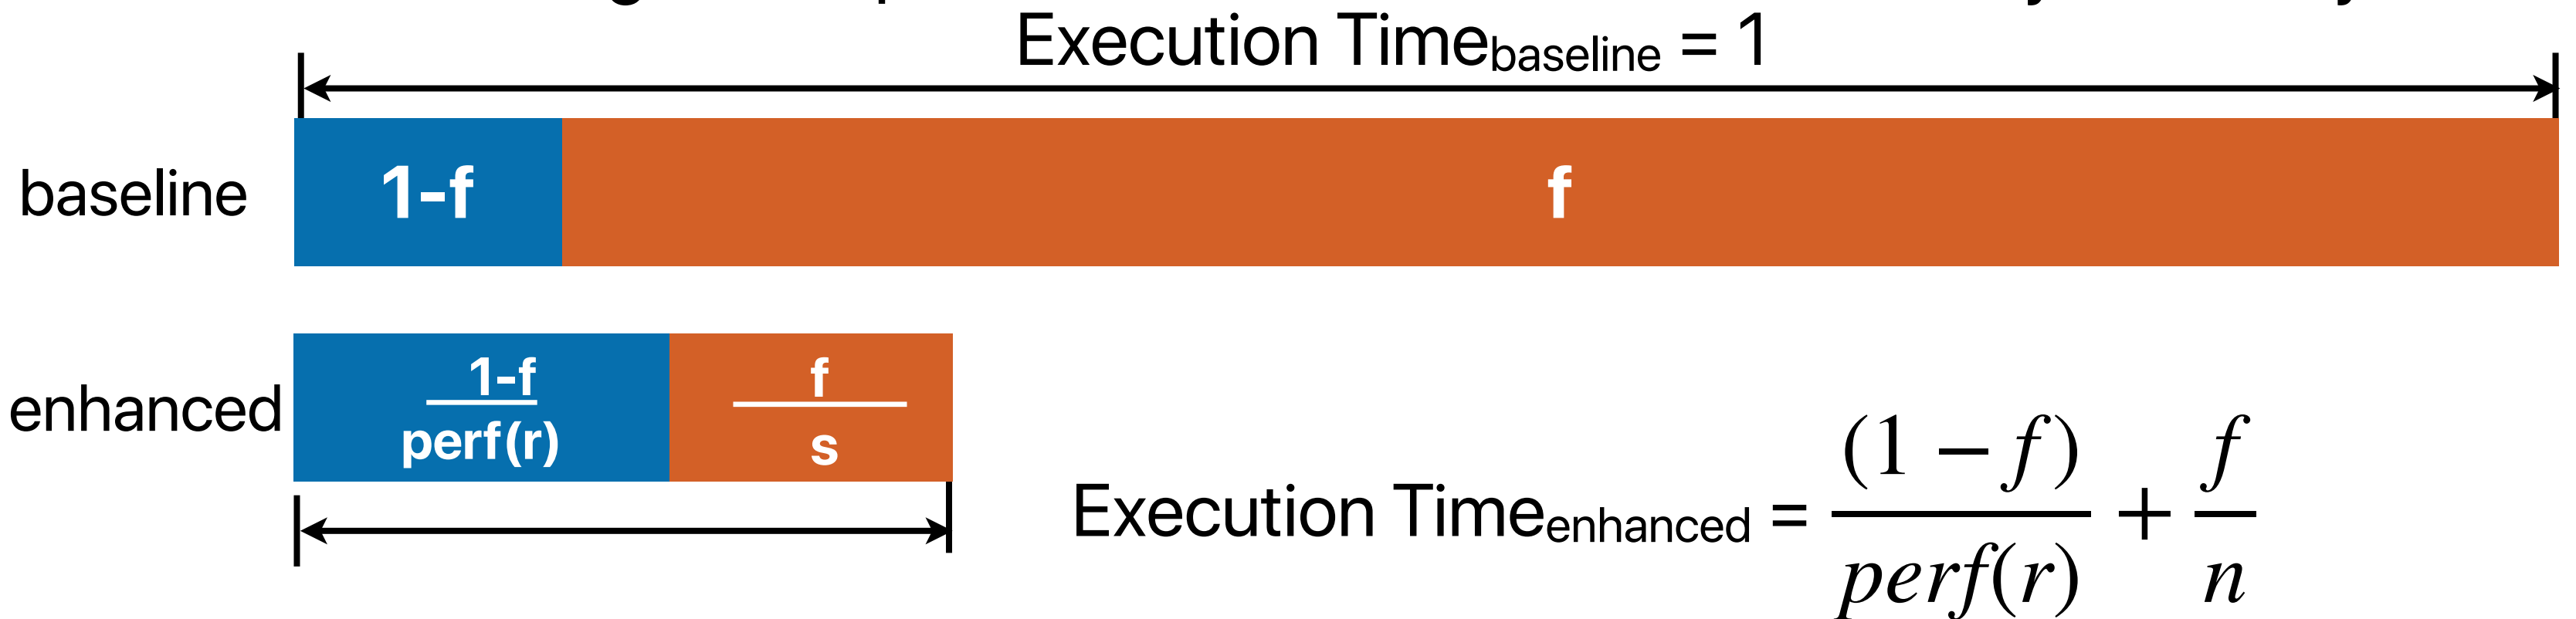 Execution Timebaseline = 1
baseline
1-f
f
enhanced
1-f
perf(r)
f
s
Execution Timeenhanced = (1 − f)/perf(r) + f/n